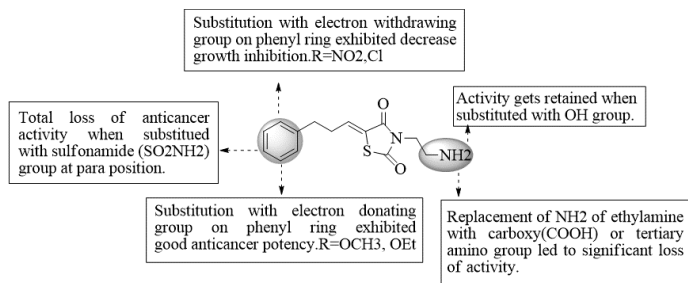 Substitution with electron withdrawing
group on phenyl ring exhibited decrease
growth inhibition.R=NO2,Cl
Total loss of anticancer
activity when substitued
with sulfonamide (SO2NH2)
group at para position.
O
N
S
O
NH2
Activity gets retained when
substituted with OH group.
Substitution with electron donating
group on phenyl ring exhibited
good anticancer potency.R=OCH3, OEt
Replacement of NH2 of ethylamine
with carboxy(COOH) or tertiary
amino group led to significant loss
of activity.